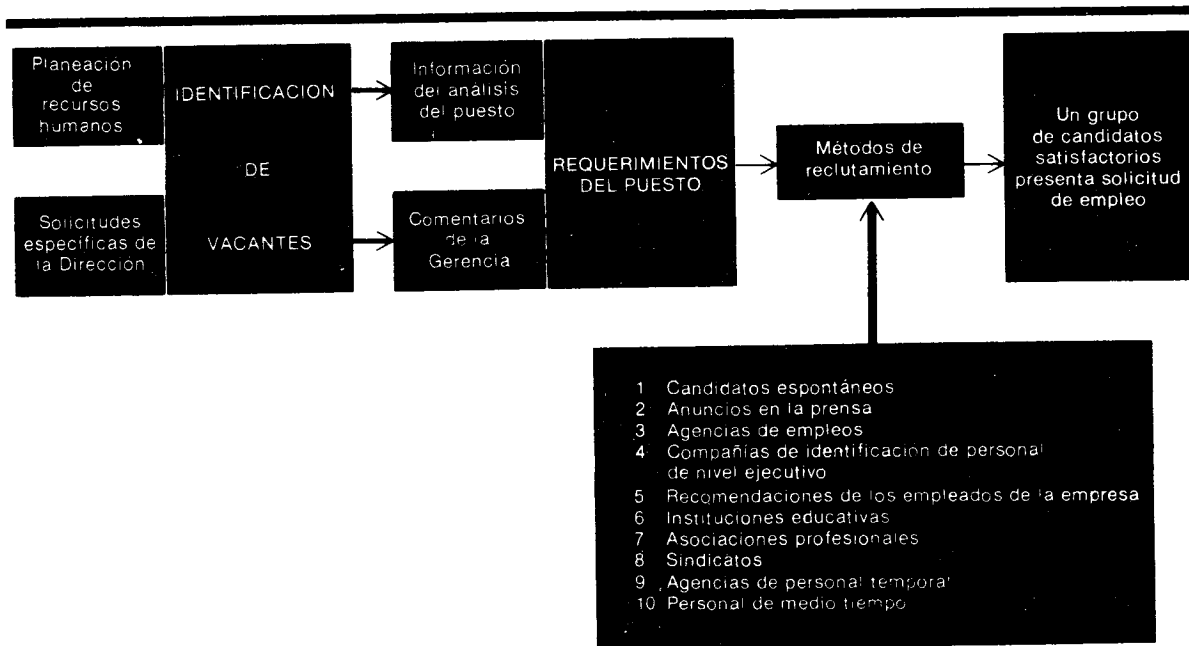 Planeación
de
recursos
humanos
Solicitudes
específicas de
la Dirección
IDENTIFICACION
DE
VACANTES
Información
del análisis
del puesto
Comentarios
de la
Gerencia
REQUERIMIENTOS
DEL PUESTO
Métodos de
reclutamiento
Un grupo
de candidatos
satisfactorios
presenta solicitud
de empleo
1 Candidatos espontáneos
2 Anuncios en la prensa
3 Agencias de empleos
4 Compañías de identificación de personal
de nivel ejecutivo
5 Recomendaciones de los empleados de la empresa
6 Instituciones educativas
7 Asociaciones profesionales
8 Sindicatos
9 Agencias de personal temporal
10 Personal de medio tiempo